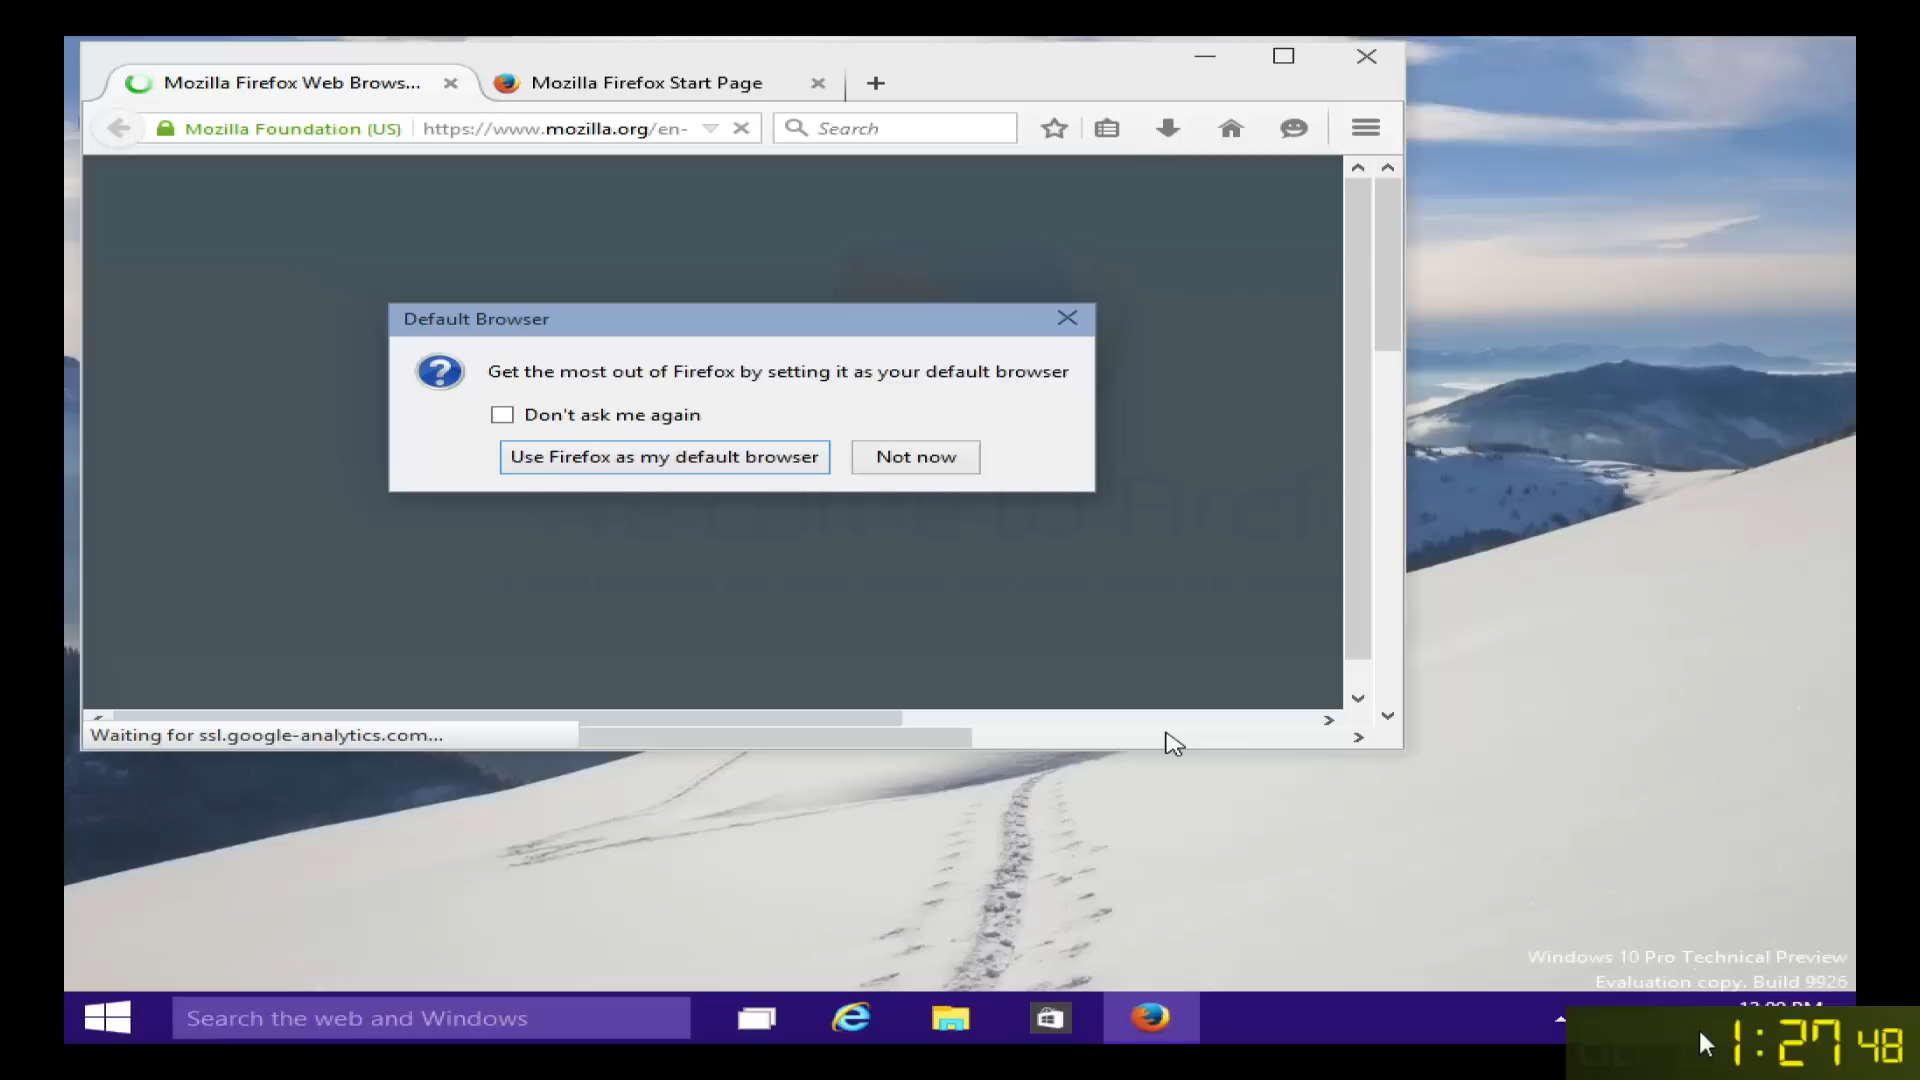 Mozilla Firefox Web Brows...
Mozilla Firefox Start Page
Mozilla Foundation (US)
https://www.mozilla.org/en-
Search
Default Browser
Get the most out of Firefox by setting it as your default browser
Don't ask me again
Use Firefox as my default browser
Not now
Welcome to Firef
Waiting for ssl.google-analytics.com...
Windows 10 Pro Technical Preview
Evaluation copy. Build 9926
Search the web and Windows
1:27 48